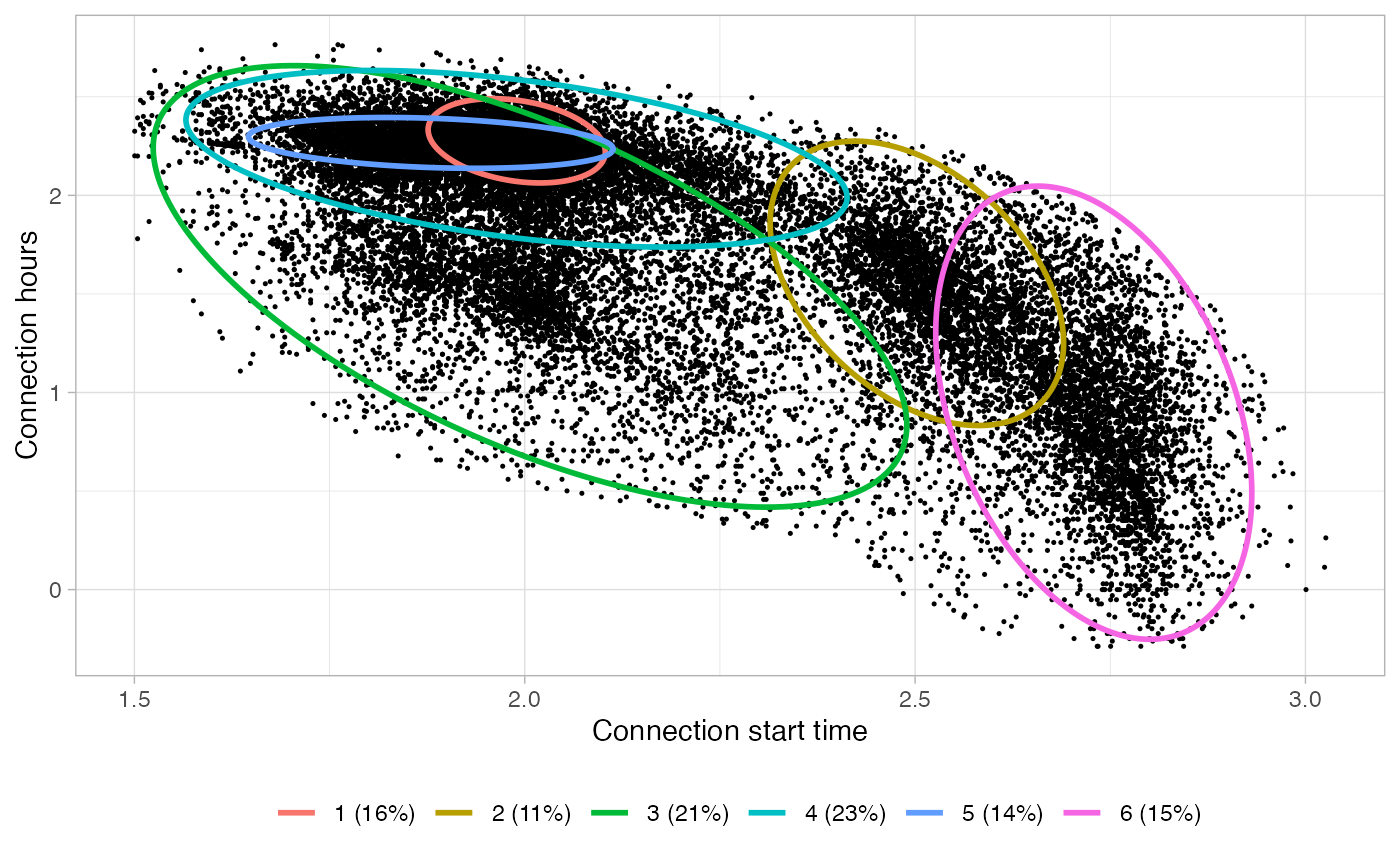 Connection hours
2
1
0
1.5 2.0 2.5 3.0
Connection start time
1 (16%) 2 (11%) 3 (21%) 4 (23%) 5 (14%) 6 (15%)